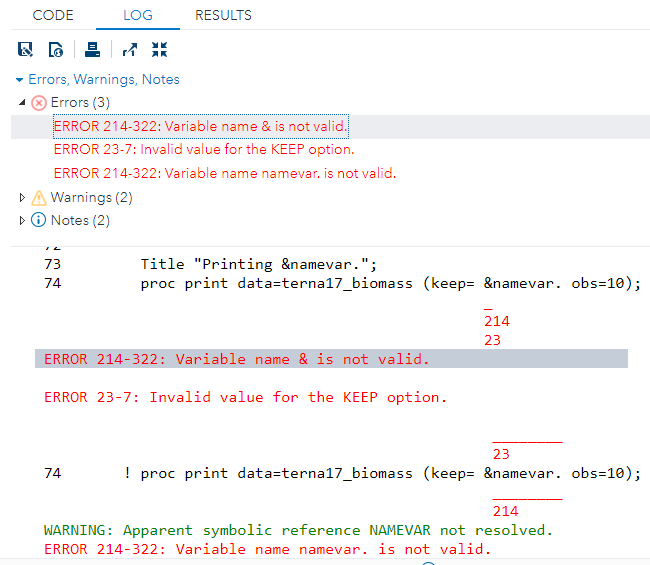 CODE LOG RESULTS
Errors, Warnings, Notes
Errors (3)
ERROR 214-322: Variable name & is not valid.
ERROR 23-7: Invalid value for the KEEP option.
ERROR 214-322: Variable name namevar. is not valid.
Warnings (2)
Notes (2)
72
73 Title "Printing &namevar.";
74 proc print data=terna17_biomass (keep= &namevar. obs=10);
_
214
23
ERROR 214-322: Variable name & is not valid.
ERROR 23-7: Invalid value for the KEEP option.
________
23
74 ! proc print data=terna17_biomass (keep= &namevar. obs=10);
________
214
WARNING: Apparent symbolic reference NAMEVAR not resolved.
ERROR 214-322: Variable name namevar. is not valid.